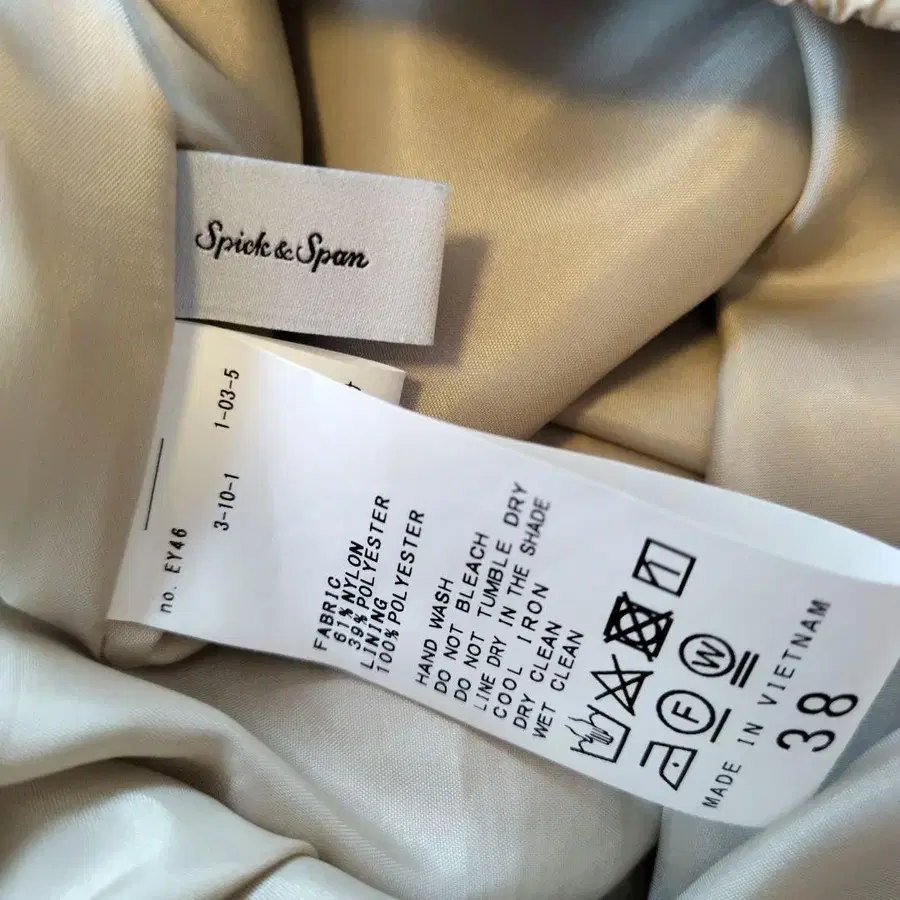 Spick & Span
1-03-5
3-10-1
no. EY46
FABRIC
61% NYLON
39% POLYESTER
LINING
100% POLYESTER
HAND WASH
DO NOT BLEACH
DO NOT TUMBLE DRY
LINE DRY IN THE SHADE
COOL IRON
DRY CLEAN
WET CLEAN
F
W
MADE IN VIETNAM
38